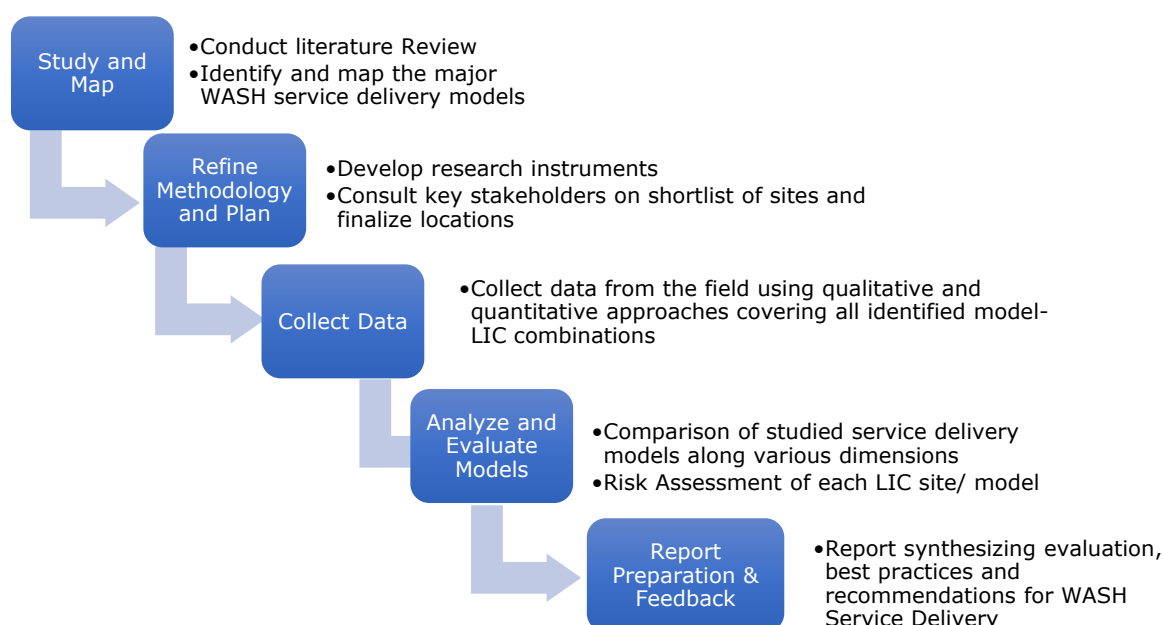 Study and
Map
•Conduct literature Review
•Identify and map the major
WASH service delivery models
Refine
Methodology
and Plan
•Develop research instruments
•Consult key stakeholders on shortlist of sites and
finalize locations
Collect Data
•Collect data from the field using qualitative and
quantitative approaches covering all identified model-
LIC combinations
Analyze and
Evaluate
Models
•Comparison of studied service delivery
models along various dimensions
•Risk Assessment of each LIC site/ model
Report
Preparation &
Feedback
•Report synthesizing evaluation,
best practices and
recommendations for WASH
Service Delivery